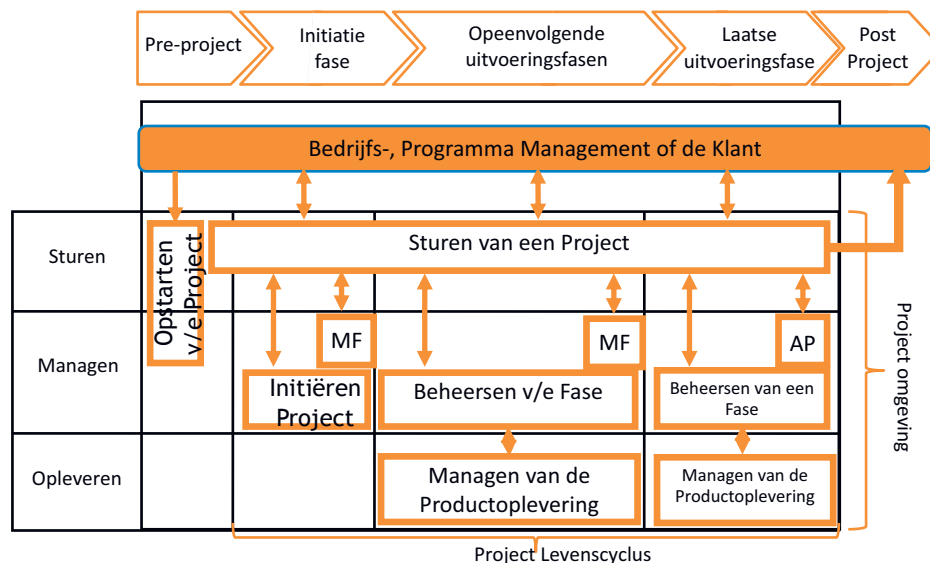 Pre-project
Initiatie
fase
Opeenvolgende
uitvoeringsfasen
Laatse
uitvoeringsfase
Post
Project
Bedrijfs-, Programma Management of de Klant
Sturen
Opstarten
v/e Project
Sturen van een Project
Managen
MF
MF
AP
Initiëren
Project
Beheersen v/e Fase
Beheersen van een
Fase
Opleveren
Managen van de
Productoplevering
Managen van de
Productoplevering
Project omgeving
Project Levenscyclus